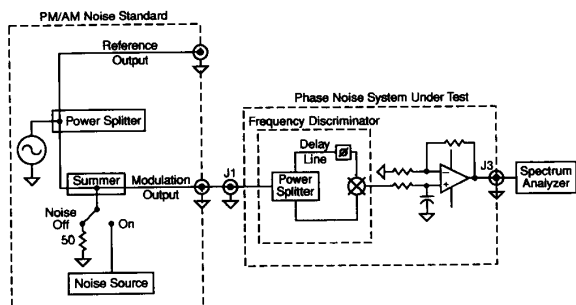 PM/AM Noise Standard
Reference
Output
Power Splitter
Summer
Modulation
Output
Noise
Off
50
On
Noise Source
J1
Phase Noise System Under Test
Frequency Discriminator
Delay
Line
ø
Power
Splitter
−
+
J3
Spectrum
Analyzer